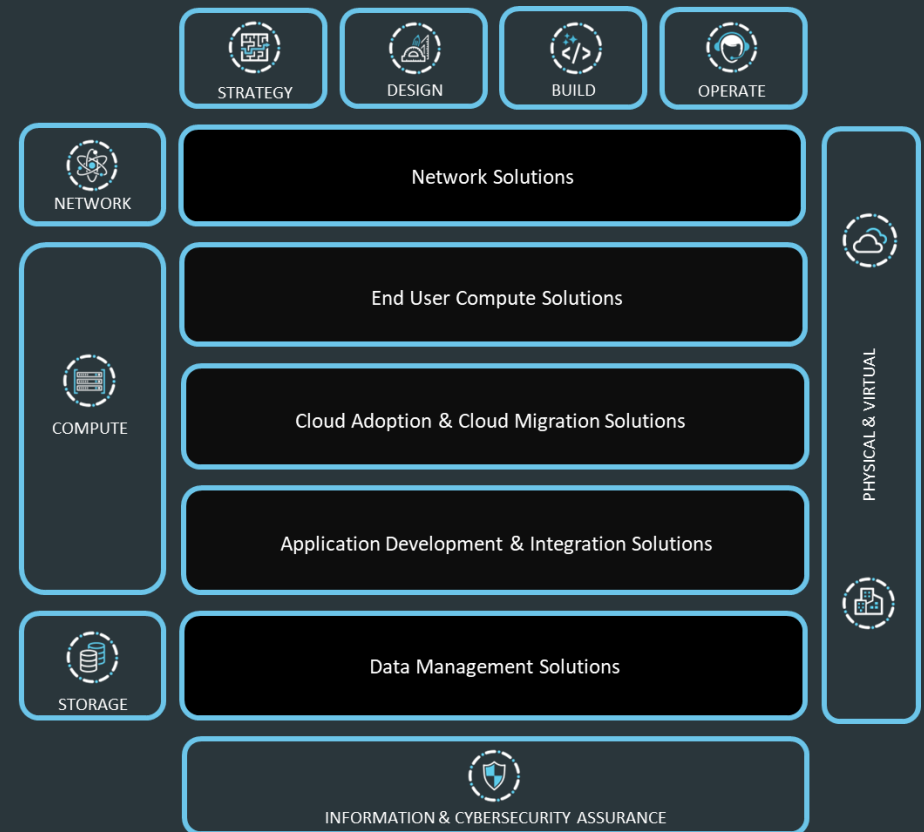 STRATEGY
DESIGN
BUILD
OPERATE
NETWORK
Network Solutions
End User Compute Solutions
COMPUTE
Cloud Adoption & Cloud Migration Solutions
Application Development & Integration Solutions
STORAGE
Data Management Solutions
PHYSICAL & VIRTUAL
INFORMATION & CYBERSECURITY ASSURANCE